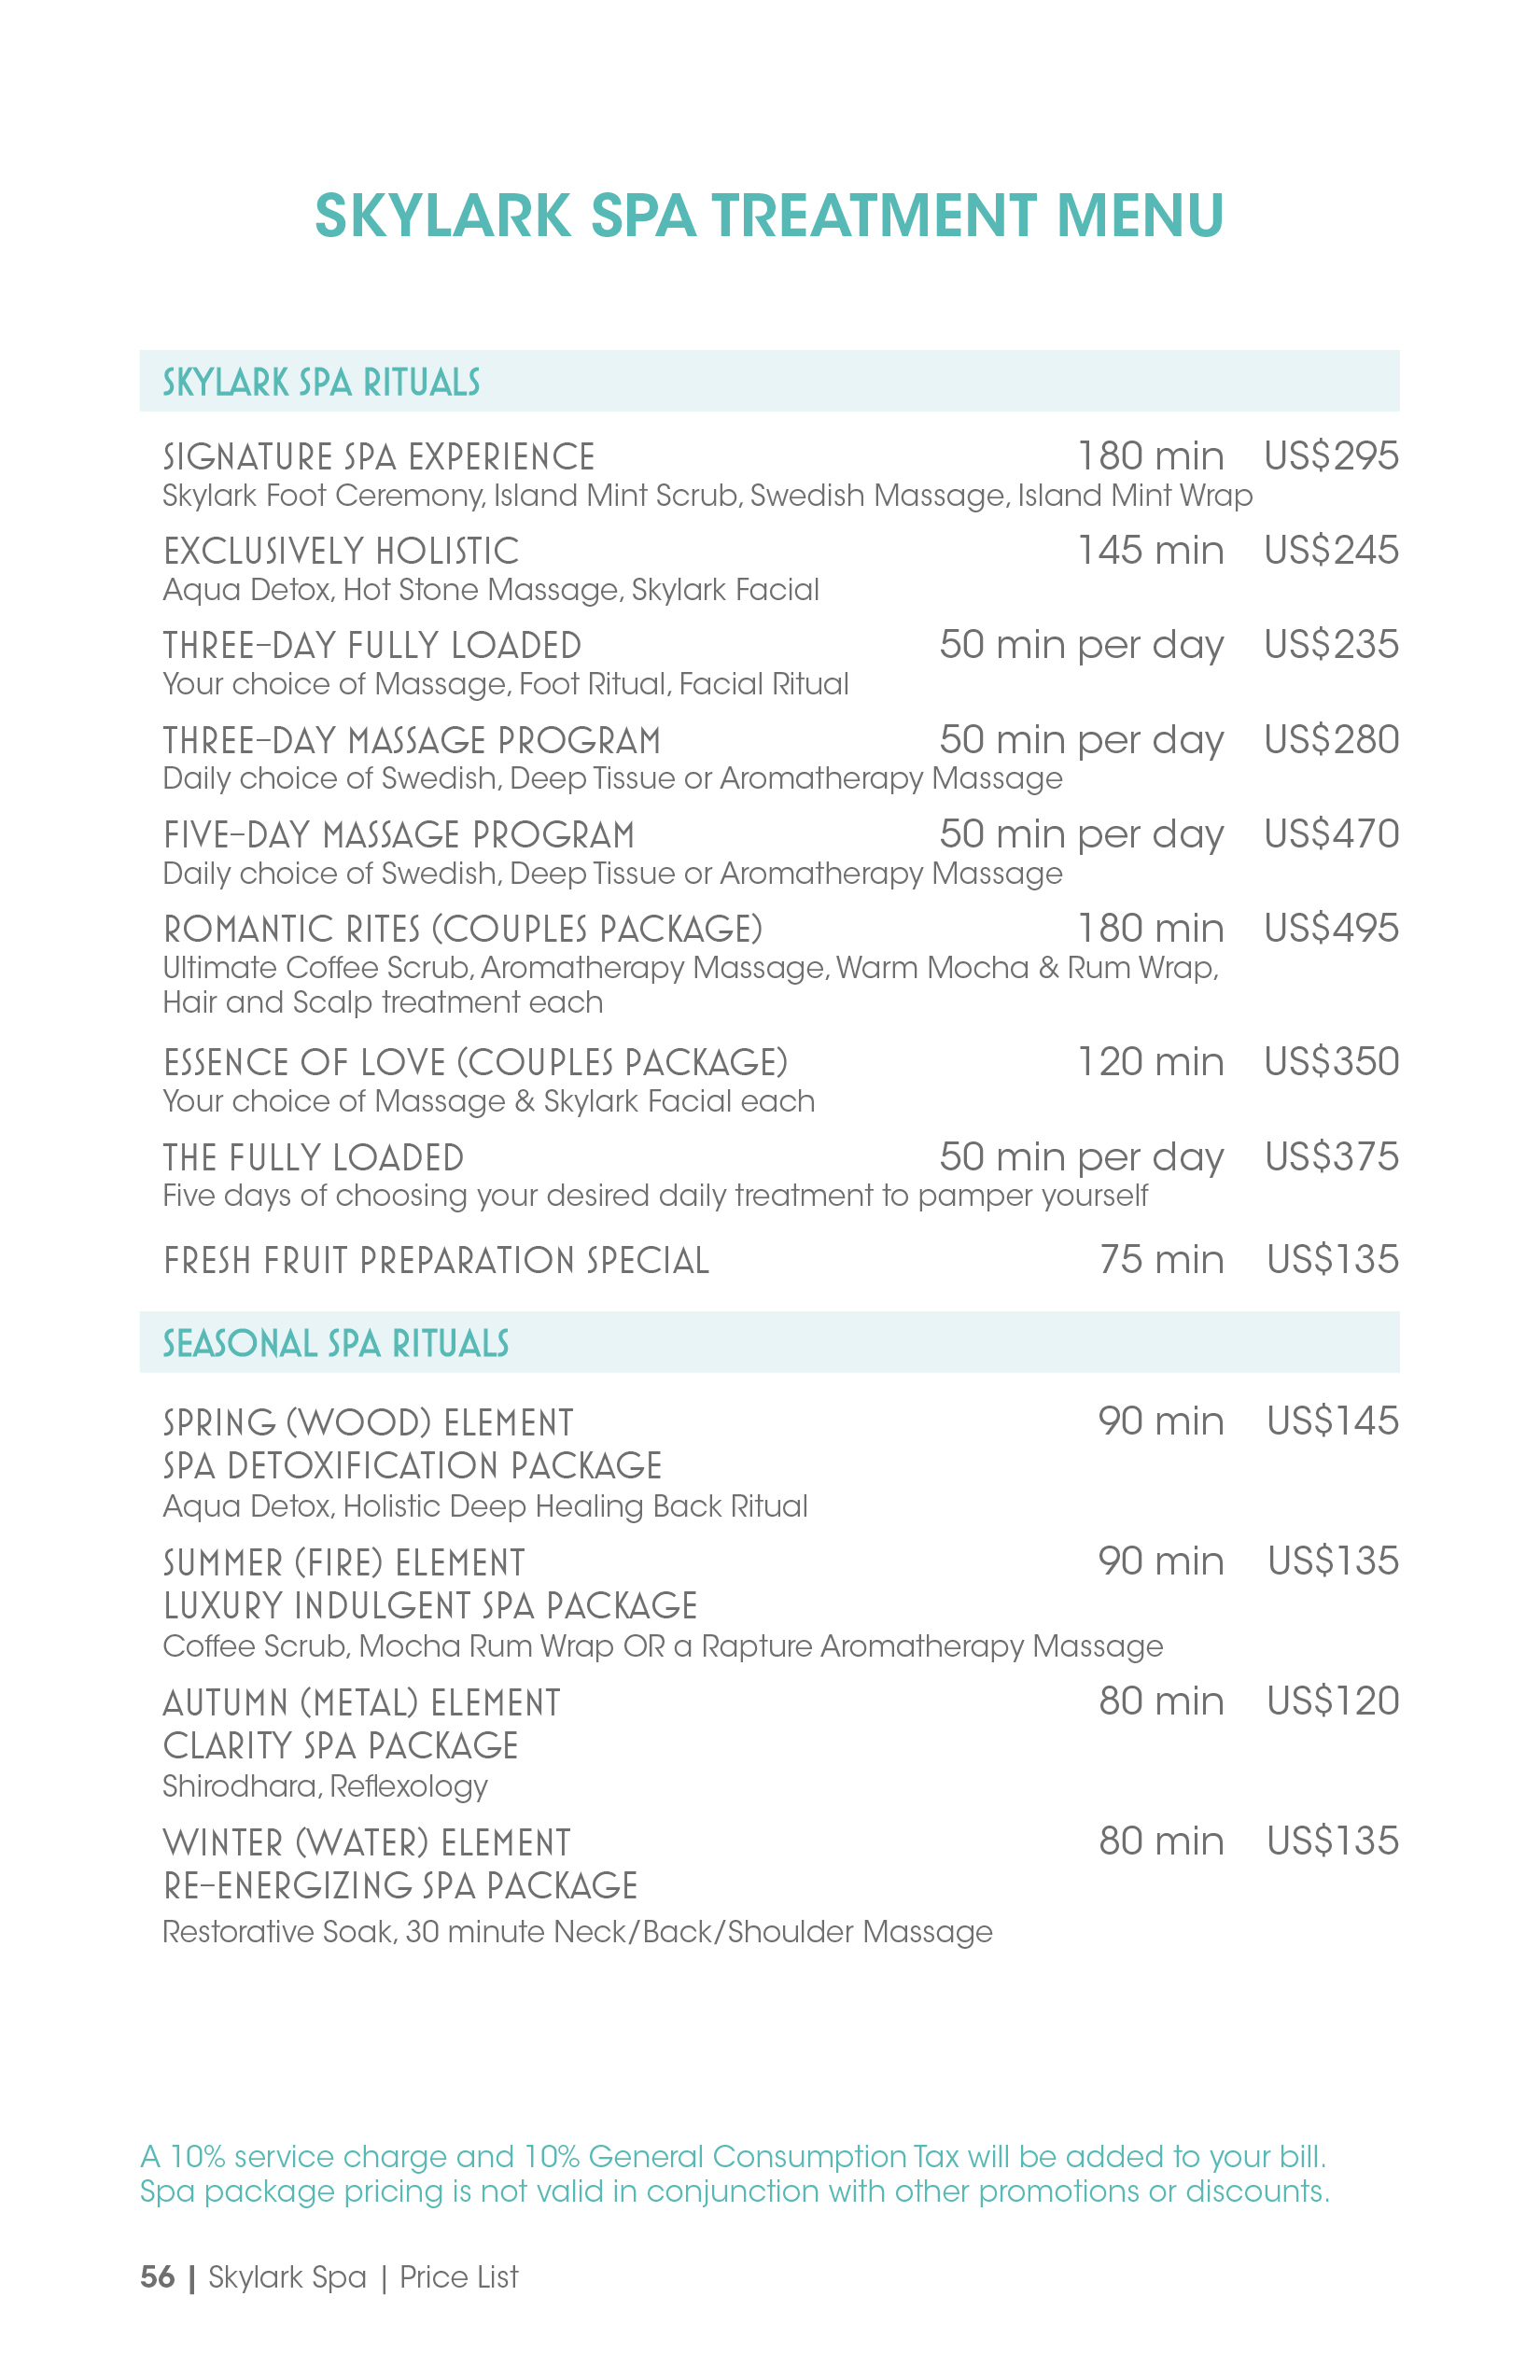 SKYLARK SPA TREATMENT MENU
SKYLARK SPA RITUALS
SIGNATURE SPA EXPERIENCE 180 min US$295
Skylark Foot Ceremony, Island Mint Scrub, Swedish Massage, Island Mint Wrap
EXCLUSIVELY HOLISTIC 145 min US$245
Aqua Detox, Hot Stone Massage, Skylark Facial
THREE-DAY FULLY LOADED 50 min per day US$235
Your choice of Massage, Foot Ritual, Facial Ritual
THREE-DAY MASSAGE PROGRAM 50 min per day US$280
Daily choice of Swedish, Deep Tissue or Aromatherapy Massage
FIVE-DAY MASSAGE PROGRAM 50 min per day US$470
Daily choice of Swedish, Deep Tissue or Aromatherapy Massage
ROMANTIC RITES (COUPLES PACKAGE) 180 min US$495
Ultimate Coffee Scrub, Aromatherapy Massage, Warm Mocha & Rum Wrap,
Hair and Scalp treatment each
ESSENCE OF LOVE (COUPLES PACKAGE) 120 min US$350
Your choice of Massage & Skylark Facial each
THE FULLY LOADED 50 min per day US$375
Five days of choosing your desired daily treatment to pamper yourself
FRESH FRUIT PREPARATION SPECIAL 75 min US$135
SEASONAL SPA RITUALS
SPRING (WOOD) ELEMENT 90 min US$145
SPA DETOXIFICATION PACKAGE
Aqua Detox, Holistic Deep Healing Back Ritual
SUMMER (FIRE) ELEMENT 90 min US$135
LUXURY INDULGENT SPA PACKAGE
Coffee Scrub, Mocha Rum Wrap OR a Rapture Aromatherapy Massage
AUTUMN (METAL) ELEMENT 80 min US$120
CLARITY SPA PACKAGE
Shirodhara, Reflexology
WINTER (WATER) ELEMENT 80 min US$135
RE-ENERGIZING SPA PACKAGE
Restorative Soak, 30 minute Neck/Back/Shoulder Massage
A 10% service charge and 10% General Consumption Tax will be added to your bill.
Spa package pricing is not valid in conjunction with other promotions or discounts.
56 | Skylark Spa | Price List